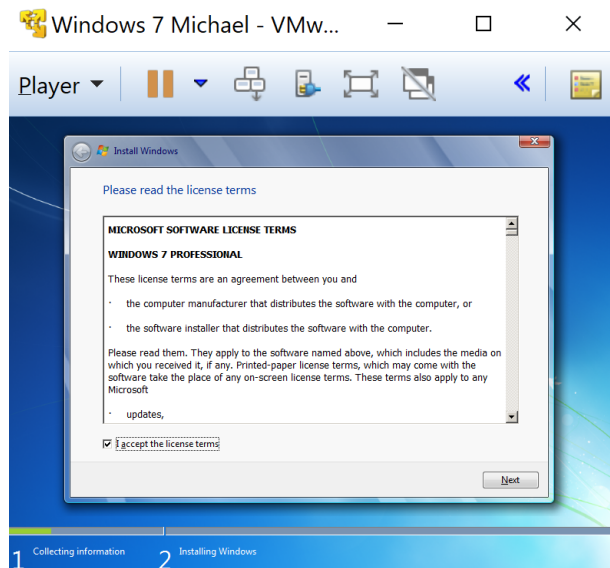 Windows 7 Michael - VMw...
Player
Install Windows
Please read the license terms
MICROSOFT SOFTWARE LICENSE TERMS
WINDOWS 7 PROFESSIONAL
These license terms are an agreement between you and
· the computer manufacturer that distributes the software with the computer, or
· the software installer that distributes the software with the computer.
Please read them. They apply to the software named above, which includes the media on
which you received it, if any. Printed-paper license terms, which may come with the
software take the place of any on-screen license terms. These terms also apply to any
Microsoft
· updates,
I accept the license terms
Next
1 Collecting information 2 Installing Windows